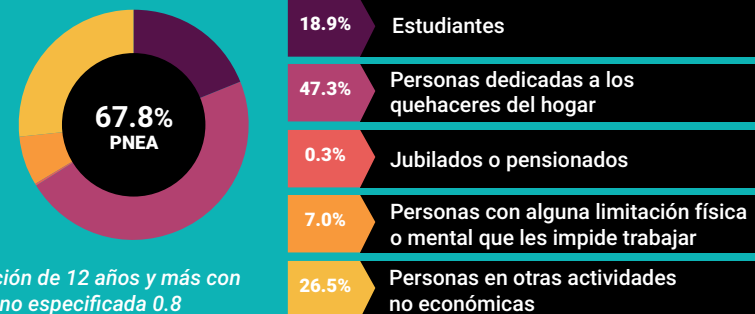 67.8%
PNEA
18.9%
Estudiantes
47.3%
Personas dedicadas a los
quehaceres del hogar
0.3%
Jubilados o pensionados
7.0%
Personas con alguna limitación física
o mental que les impide trabajar
26.5%
Personas en otras actividades
no económicas
de 12 años y más con
no especificada 0.8